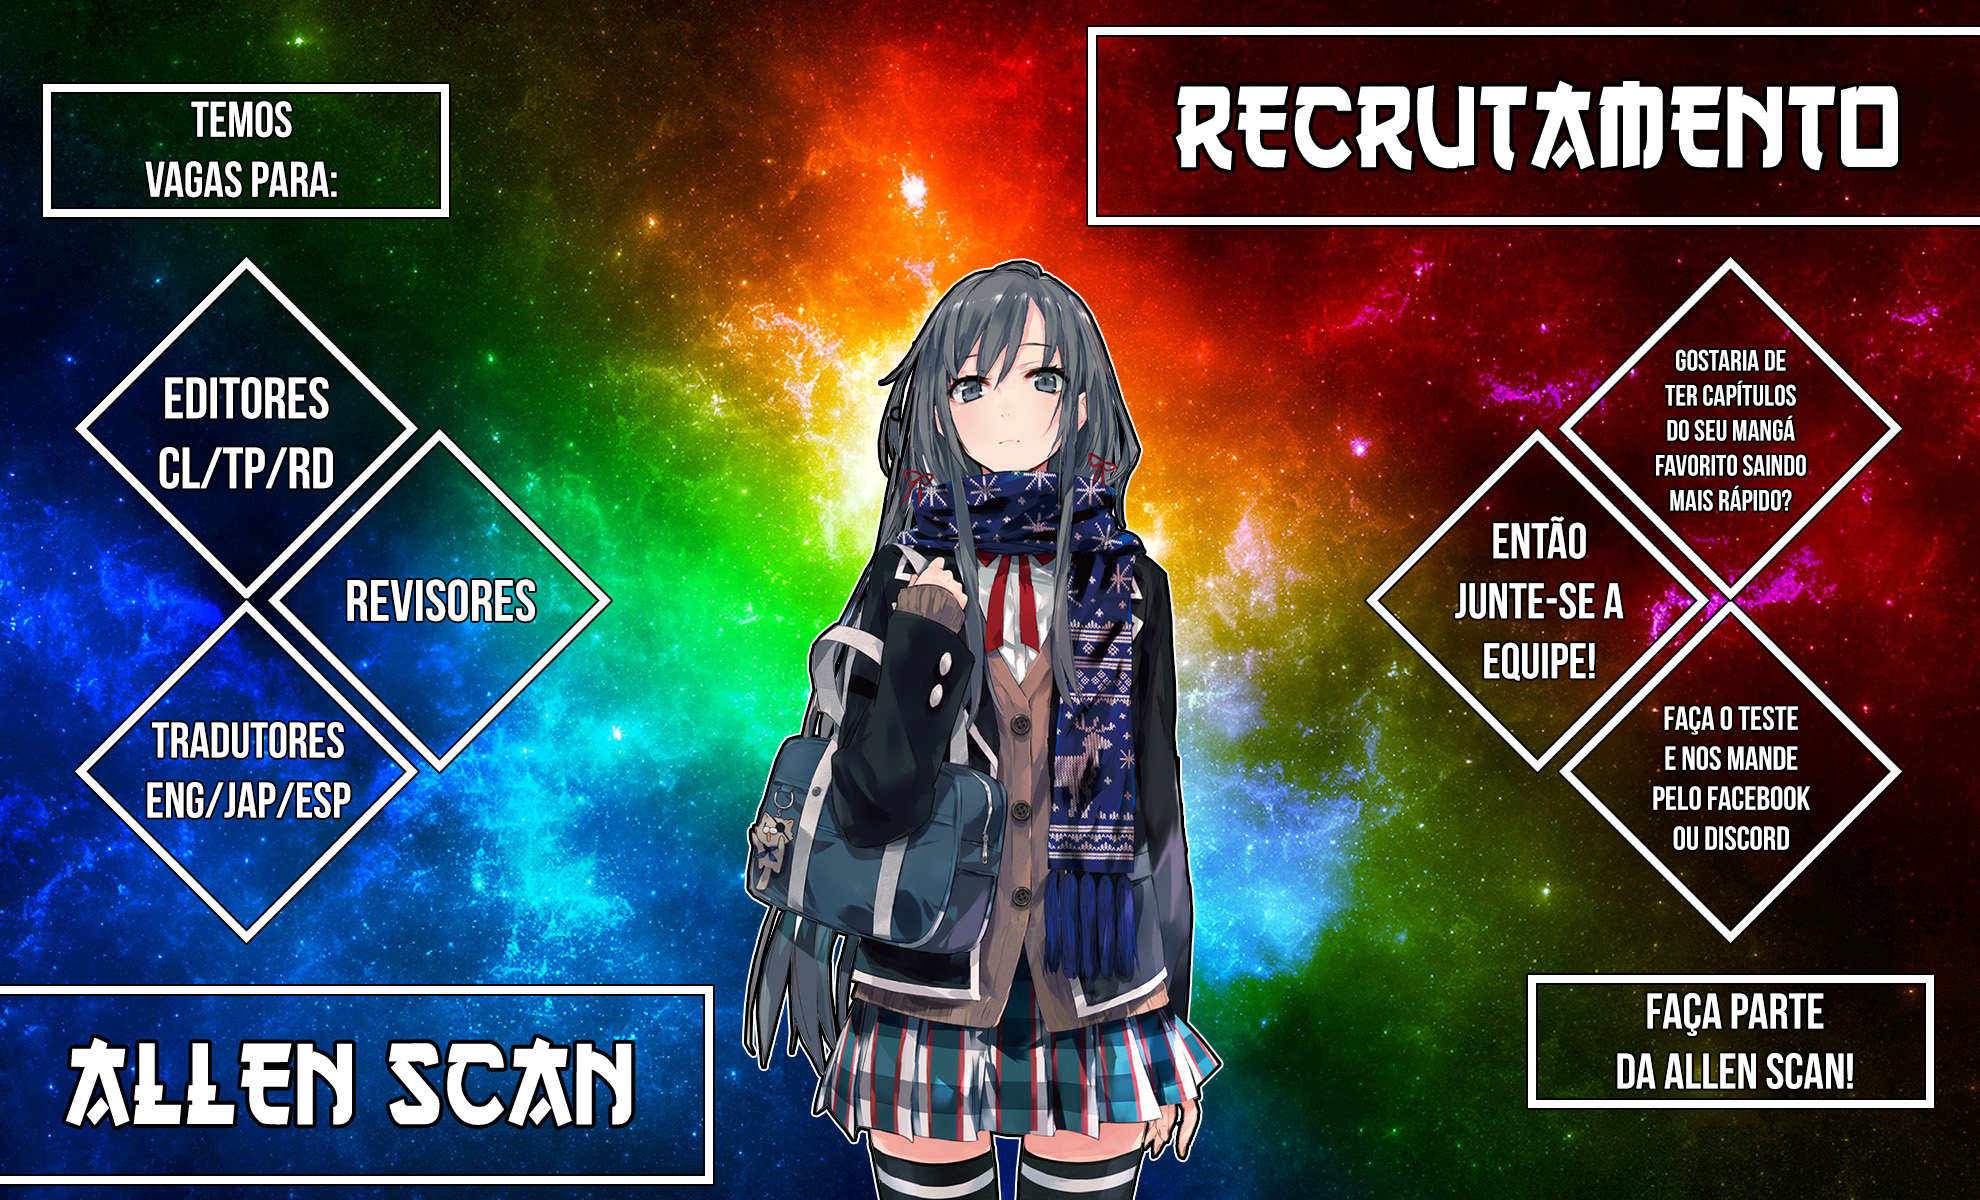 TEMOS
VAGAS PARA:
RECRUTAMENTO
EDITORES
CL/TP/RD
REVISORES
TRADUTORES
ENG/JAP/ESP
GOSTARIA DE
TER CAPÍTULOS
DO SEU MANGÁ
FAVORITO SAINDO
MAIS RÁPIDO?
ENTÃO
JUNTE-SE A
EQUIPE!
FAÇA O TESTE
E NOS MANDE
PELO FACEBOOK
OU DISCORD
ALLEN SCAN
FAÇA PARTE
DA ALLEN SCAN!